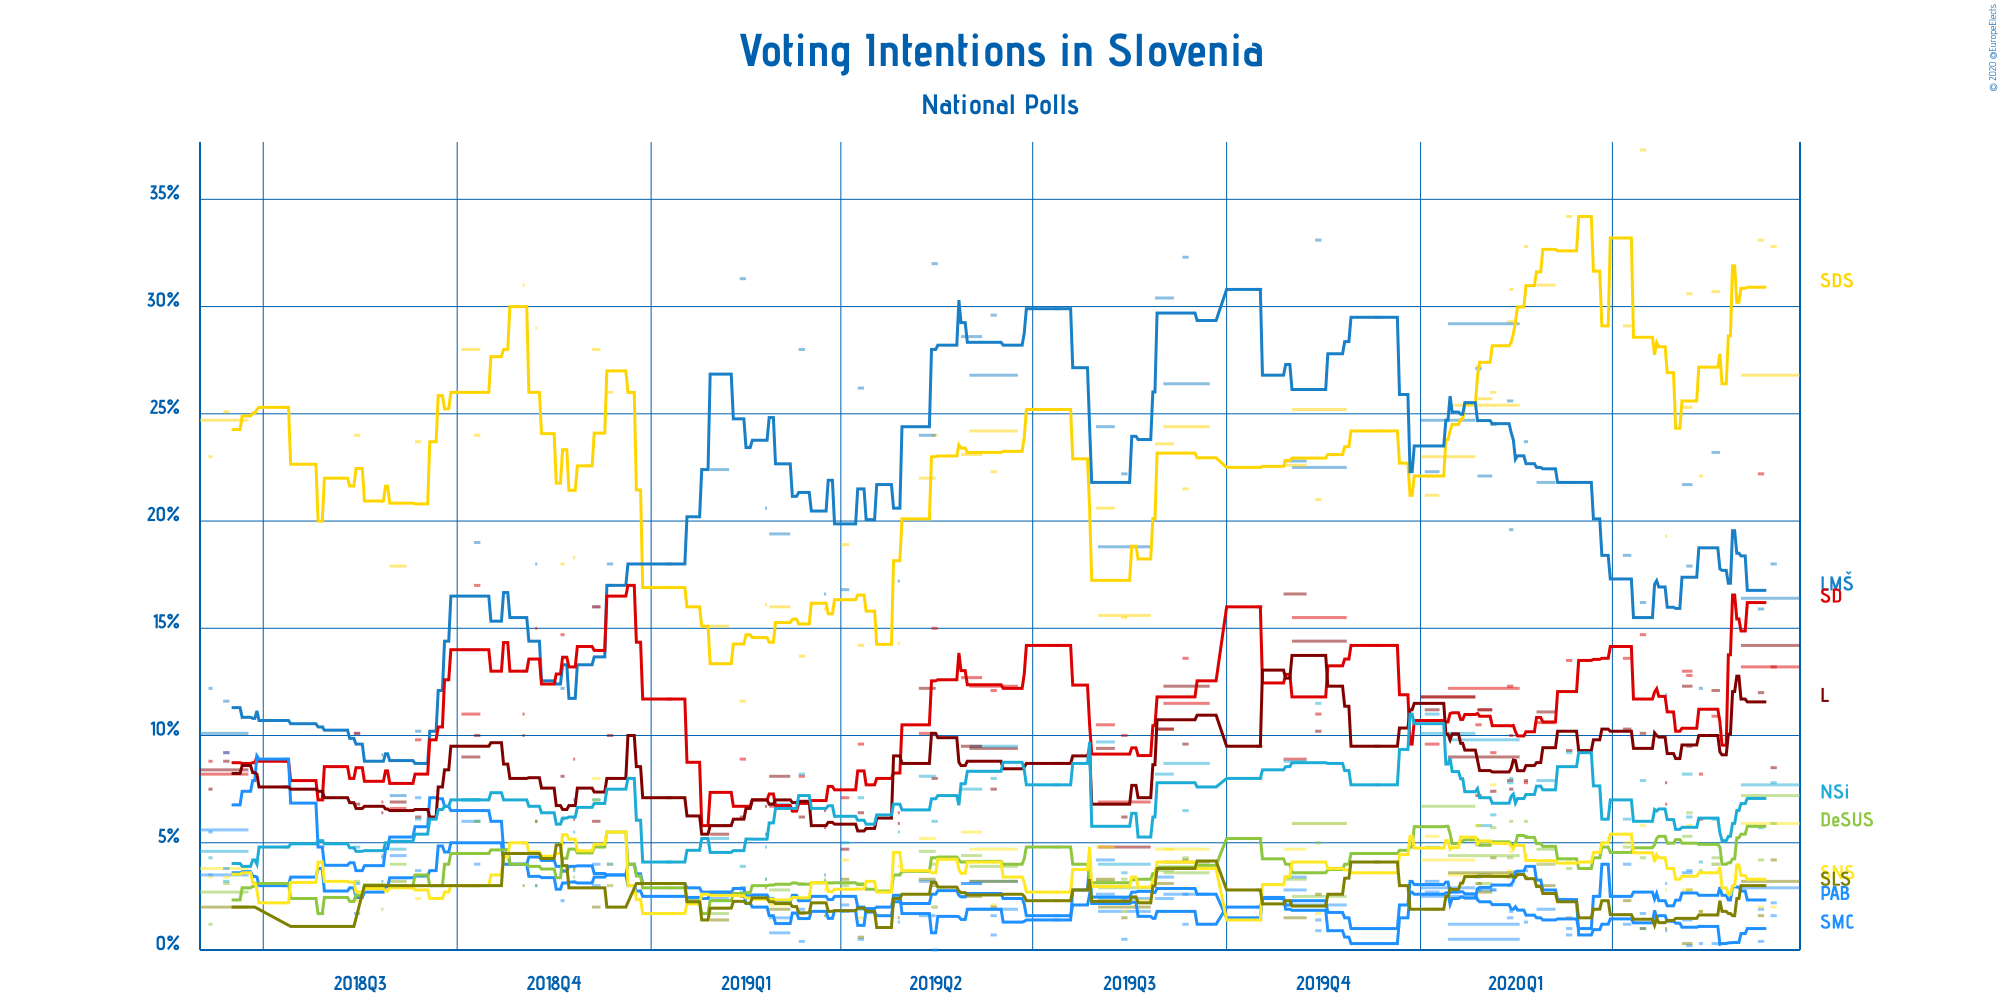 © 2020 @EuropeElects
Voting Intentions in Slovenia
National Polls
35%
30%
25%
20%
15%
10%
5%
0%
SDS
LMŠ
SD
L
NSi
DeSUS
SNS
SLS
PAB
SMC
2018Q3
2018Q4
2019Q1
2019Q2
2019Q3
2019Q4
2020Q1